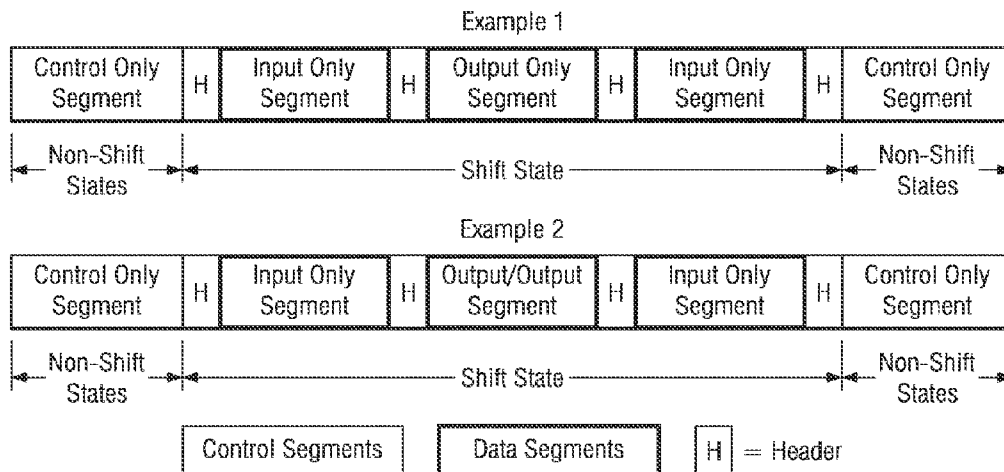 Example 1
Control Only Segment H Input Only Segment H Output Only Segment H Input Only Segment H Control Only Segment
Non-Shift States Shift State Non-Shift States
Example 2
Control Only Segment H Input Only Segment H Output/Output Segment H Input Only Segment H Control Only Segment
Non-Shift States Shift State Non-Shift States
Control Segments Data Segments H = Header